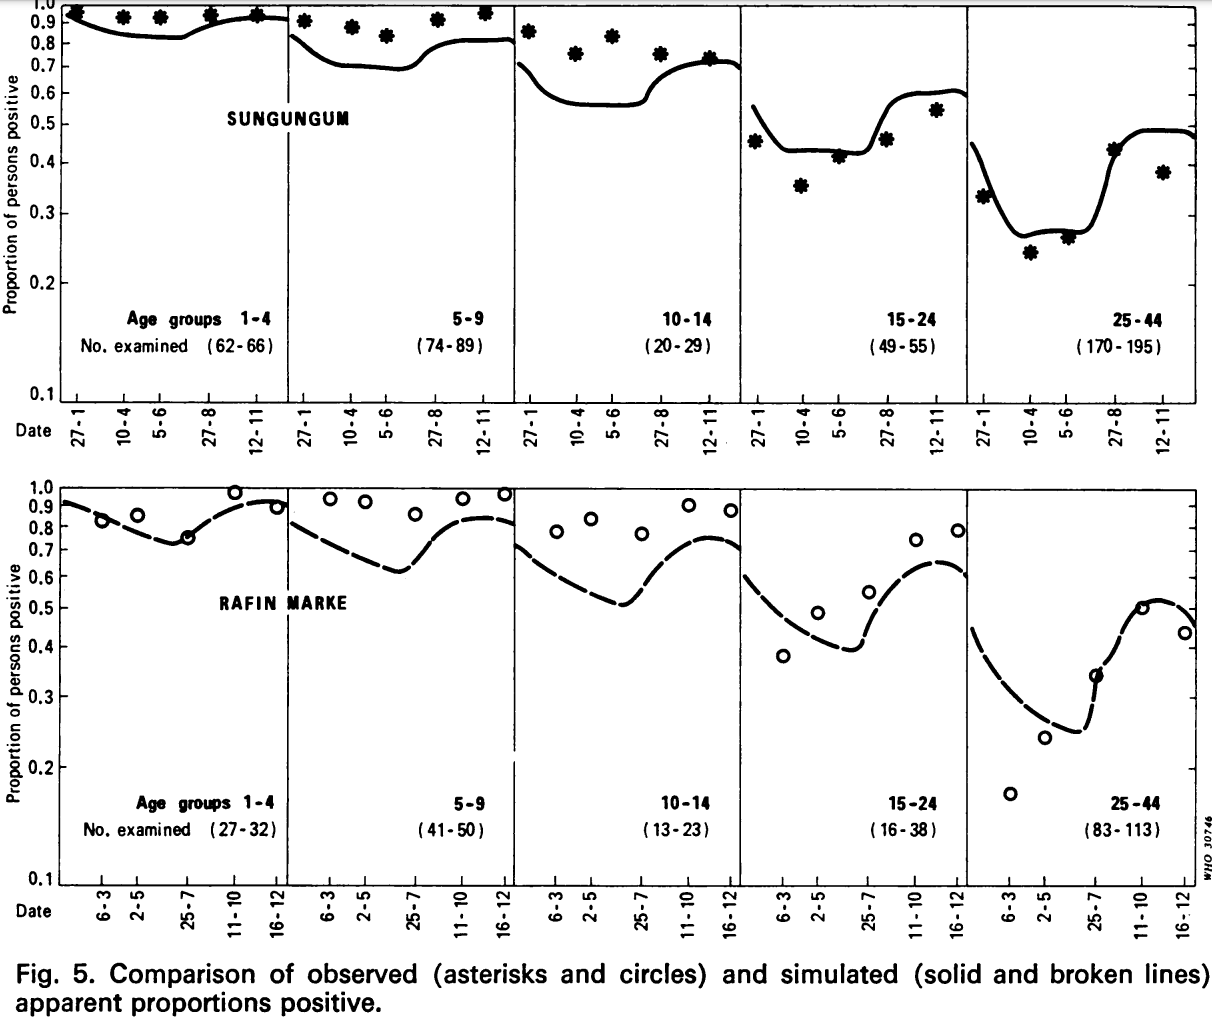 1.0
0.9
0.8
0.7
0.6
0.5
0.4
0.3
0.2
0.1
Proportion of persons positive
SUNGUNGUM
Age groups 1-4 5-9 10-14 15-24 25-44
No. examined (62-66) (74-89) (20-29) (49-55) (170-195)
Date 27-1 10-4 5-6 27-8 12-11 27-1 10-4 5-6 27-8 12-11 27-1 10-4 5-6 27-8 12-11 27-1 10-4 5-6 27-8 12-11 27-1 10-4 5-6 27-8 12-11
1.0
0.9
0.8
0.7
0.6
0.5
0.4
0.3
0.2
0.1
Proportion of persons positive
RAFIN MARKE
Age groups 1-4 5-9 10-14 15-24 25-44
No. examined (27-32) (41-50) (13-23) (16-38) (83-113)
Date 6-3 2-5 25-7 11-10 16-12 6-3 2-5 25-7 11-10 16-12 6-3 2-5 25-7 11-10 16-12 6-3 2-5 25-7 11-10 16-12 6-3 2-5 25-7 11-10 16-12
WHO 30746
Fig. 5. Comparison of observed (asterisks and circles) and simulated (solid and broken lines)
apparent proportions positive.